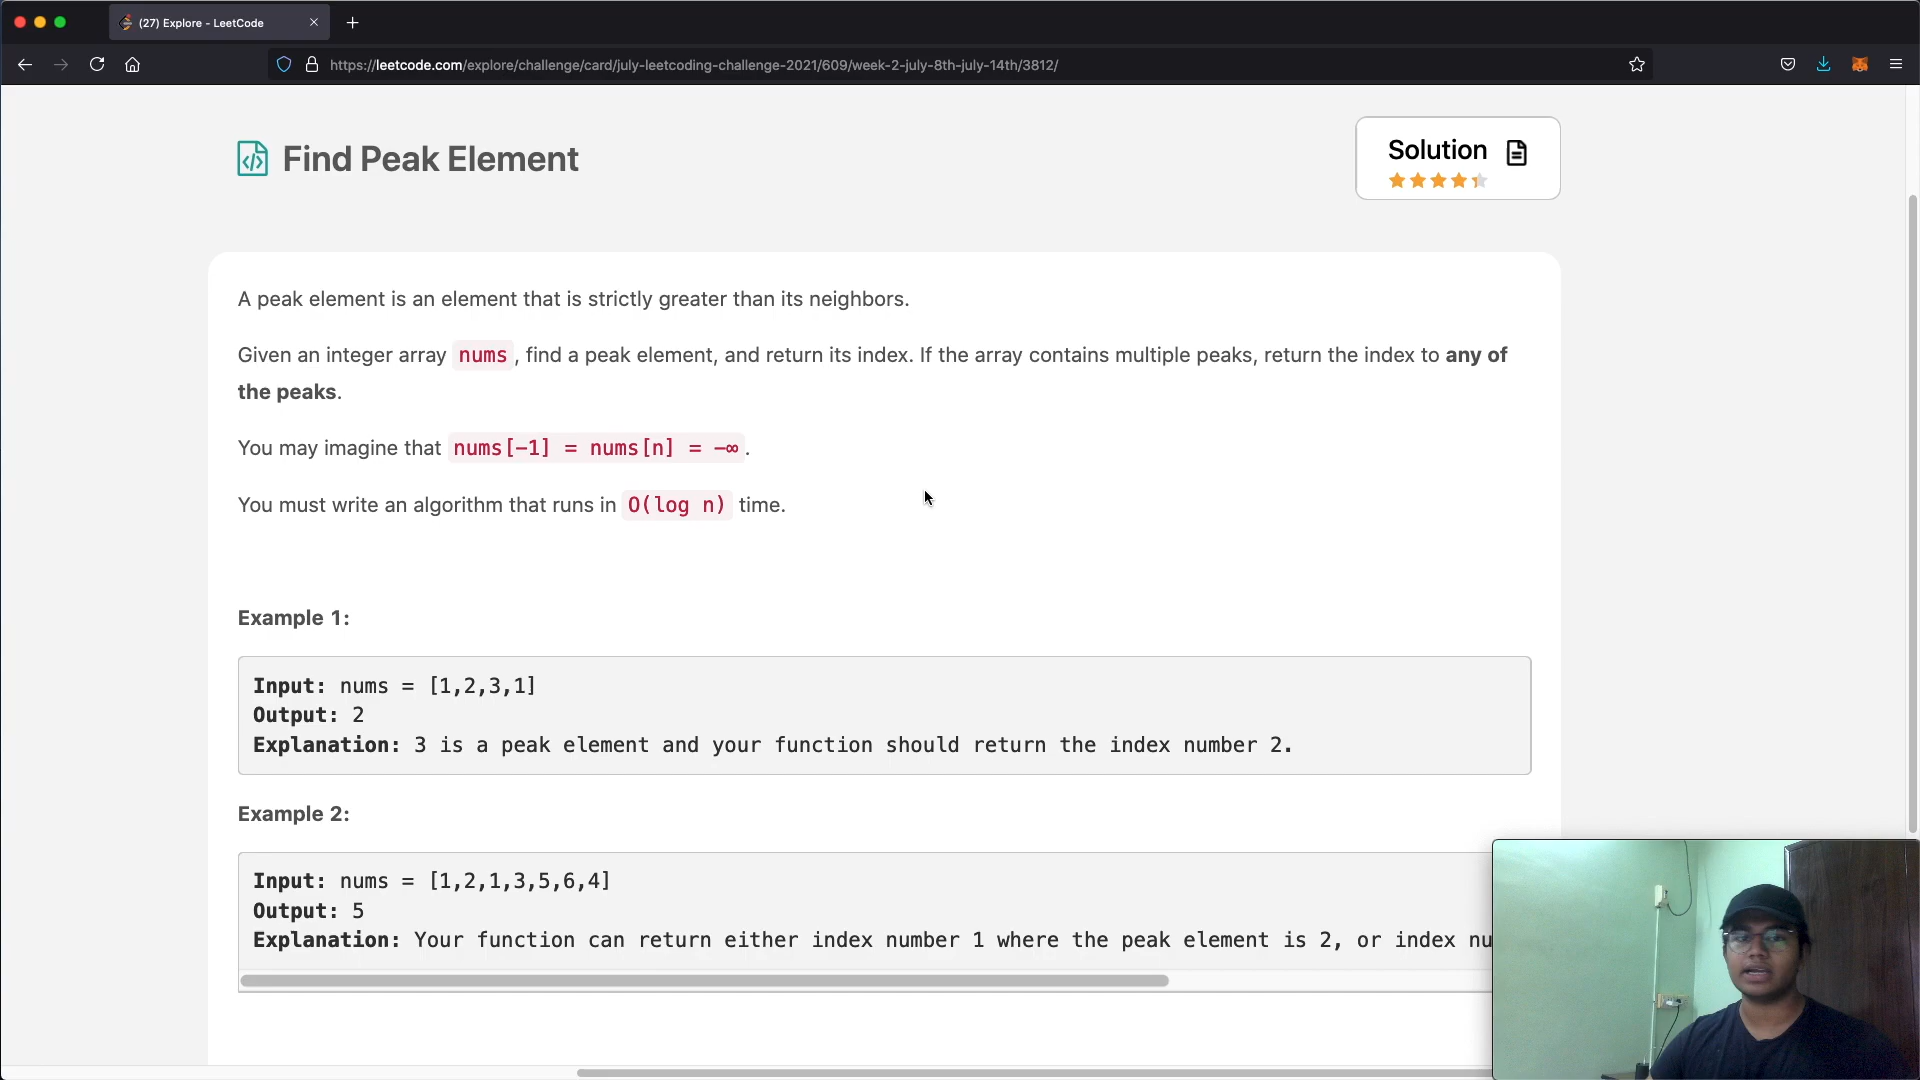 (27) Explore - LeetCode
https://leetcode.com/explore/challenge/card/july-leetcoding-challenge-2021/609/week-2-july-8th-july-14th/3812/
Find Peak Element
Solution
A peak element is an element that is strictly greater than its neighbors.
Given an integer array nums, find a peak element, and return its index. If the array contains multiple peaks, return the index to any of
the peaks.
You may imagine that nums[-1] = nums[n] = -∞.
You must write an algorithm that runs in O(log n) time.
Example 1:
Input: nums = [1,2,3,1]
Output: 2
Explanation: 3 is a peak element and your function should return the index number 2.
Example 2:
Input: nums = [1,2,1,3,5,6,4]
Output: 5
Explanation: Your function can return either index number 1 where the peak element is 2, or index nu